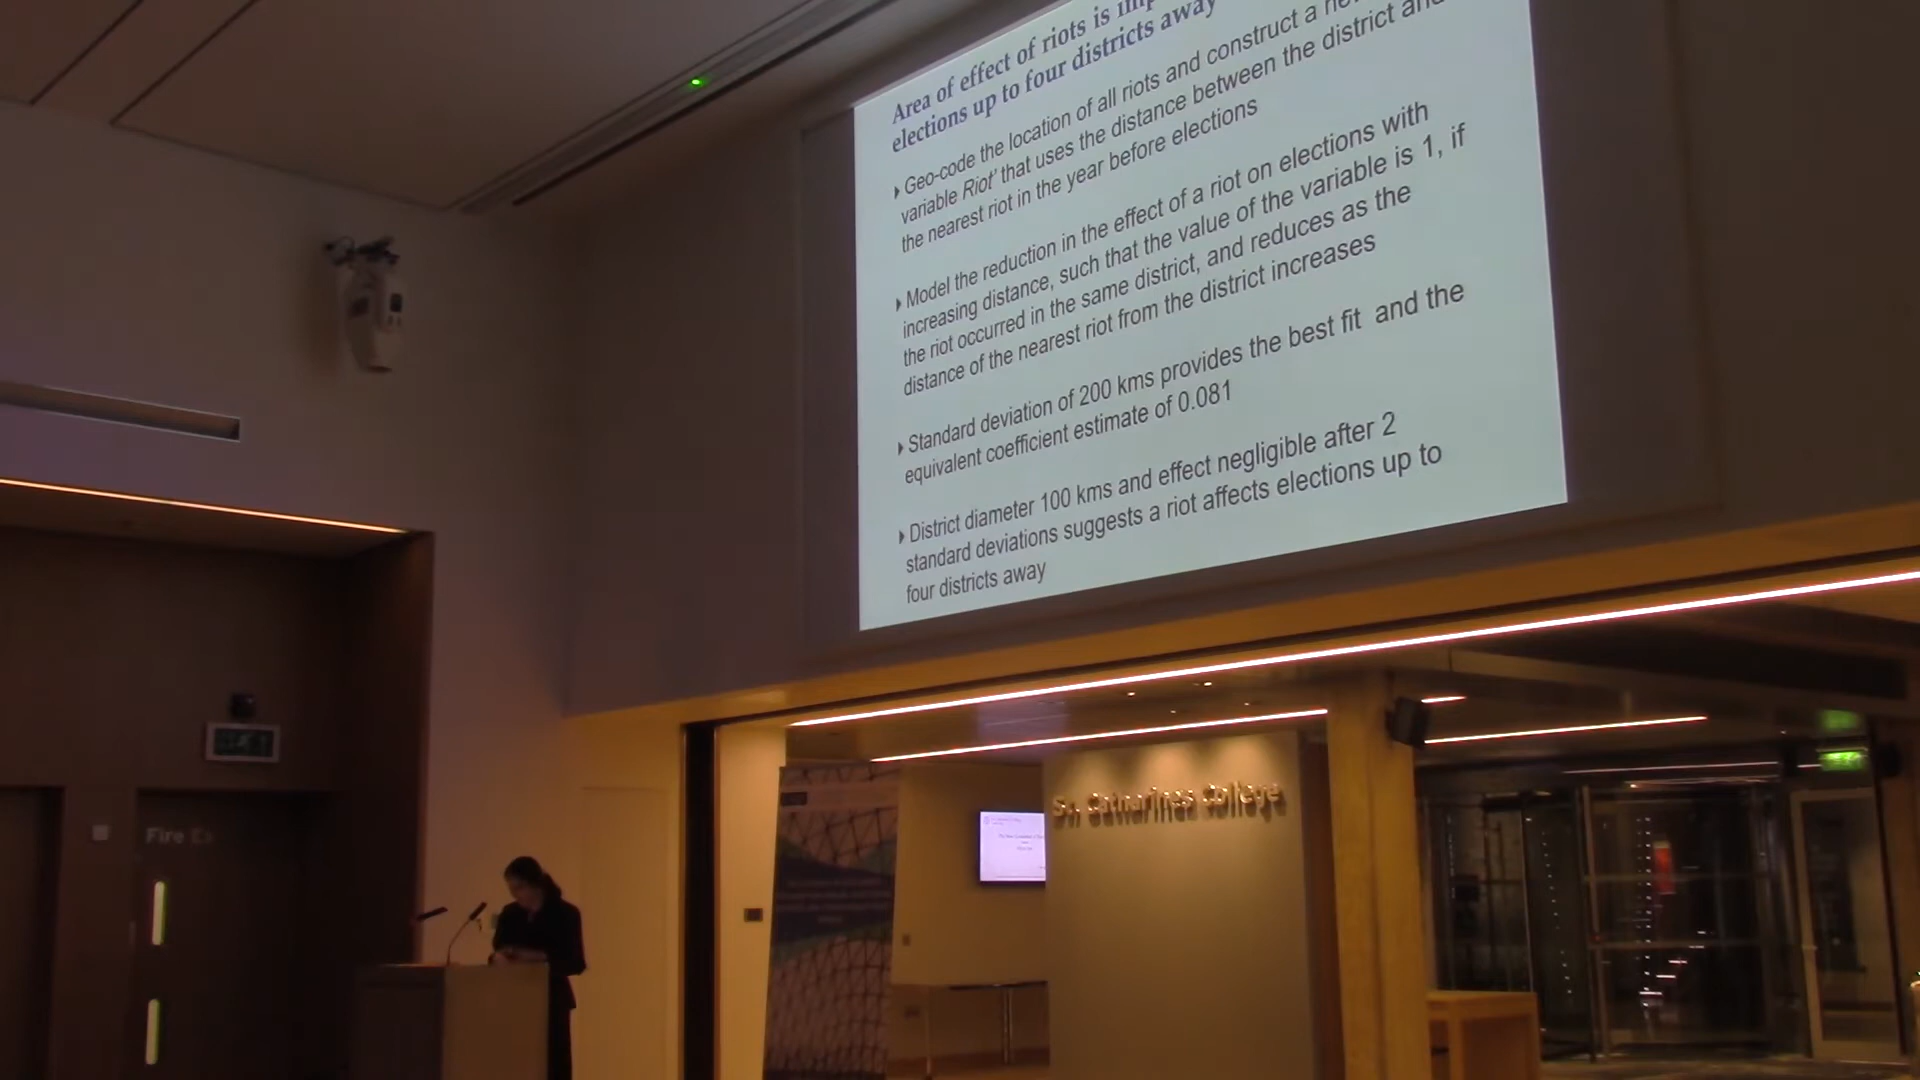 Area of effect of riots is
elections up to four districts away
Geo-code the location of all riots and construct a
variable Riot' that uses the distance between the district and
the nearest riot in the year before elections
Model the reduction in the effect of a riot on elections with
increasing distance, such that the value of the variable is 1, if
the riot occurred in the same district, and reduces as the
distance of the nearest riot from the district increases
Standard deviation of 200 kms provides the best fit and the
equivalent coefficient estimate of 0.081
District diameter 100 kms and effect negligible after 2
standard deviations suggests a riot affects elections up to
four districts away
St. Catharine's College
Fire